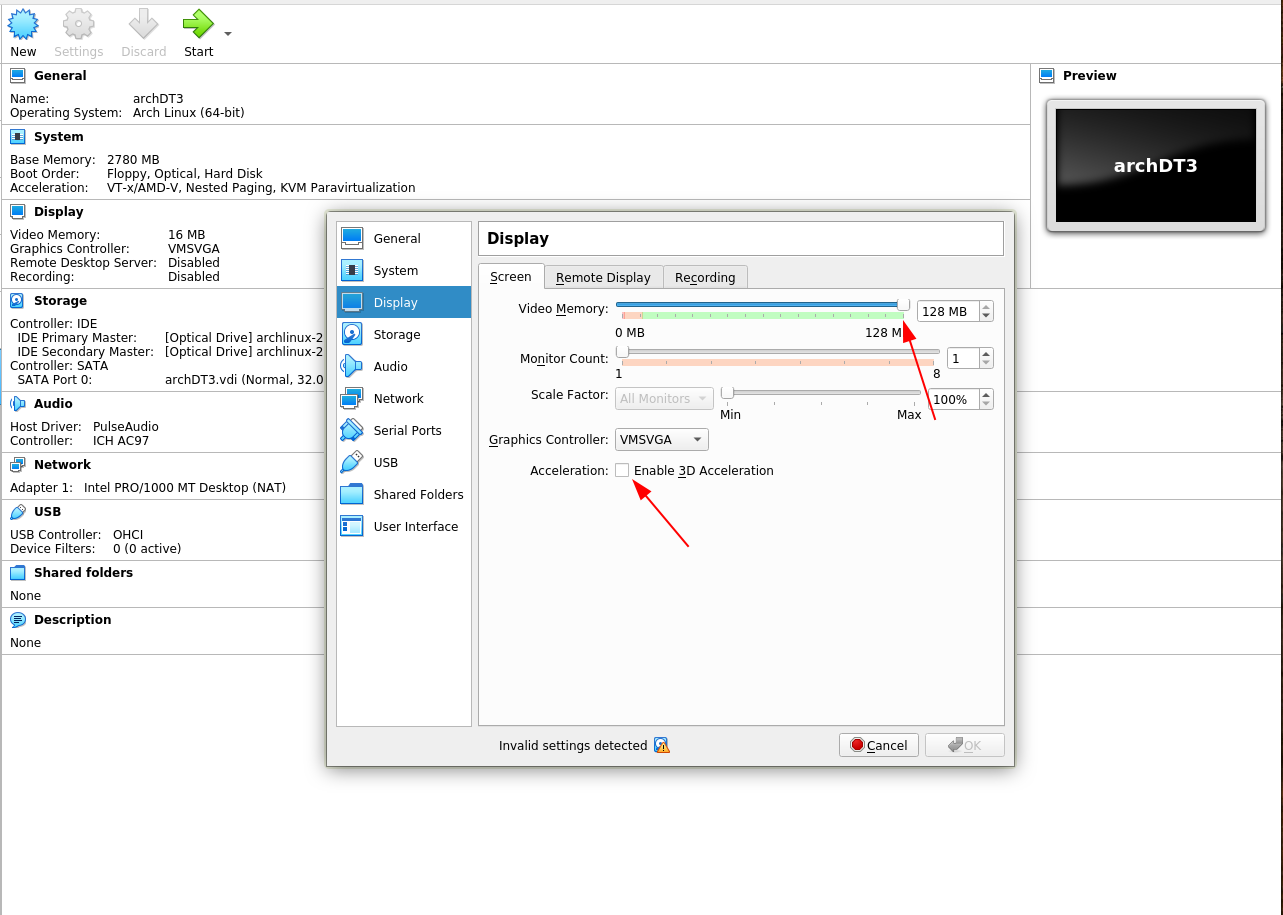 New Settings Discard Start
General
Name: archDT3
Operating System: Arch Linux (64-bit)
System
Base Memory: 2780 MB
Boot Order: Floppy, Optical, Hard Disk
Acceleration: VT-x/AMD-V, Nested Paging, KVM Paravirtualization
Display
Video Memory: 16 MB
Graphics Controller: VMSVGA
Remote Desktop Server: Disabled
Recording: Disabled
Storage
Controller: IDE
IDE Primary Master: [Optical Drive] archlinux-2
IDE Secondary Master: [Optical Drive] archlinux-2
Controller: SATA
SATA Port 0: archDT3.vdi (Normal, 32.0
Audio
Host Driver: PulseAudio
Controller: ICH AC97
Network
Adapter 1: Intel PRO/1000 MT Desktop (NAT)
USB
USB Controller: OHCI
Device Filters: 0 (0 active)
Shared folders
None
Description
None
Preview
archDT3
General
System
Display
Storage
Audio
Network
Serial Ports
USB
Shared Folders
User Interface
Display
Screen Remote Display Recording
Video Memory: 128 MB
0 MB 128 M
Monitor Count: 1
1 8
Scale Factor: All Monitors 100%
Min Max
Graphics Controller: VMSVGA
Acceleration: Enable 3D Acceleration
Invalid settings detected Cancel OK